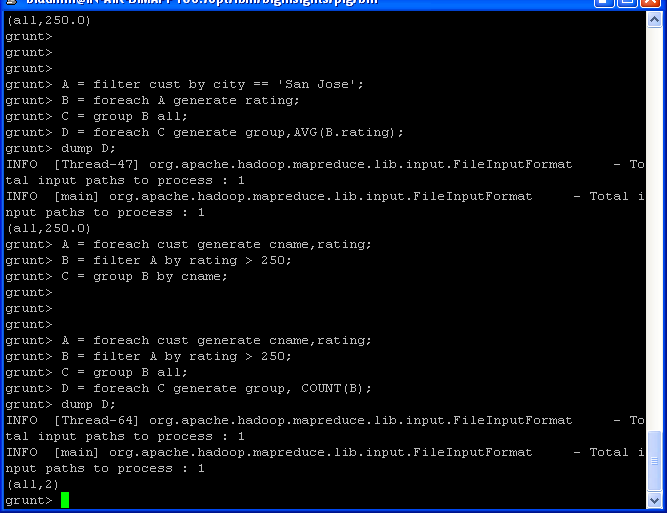 (all,250.0)
grunt>
grunt>
grunt>
grunt> A = filter cust by city == 'San Jose';
grunt> B = foreach A generate rating;
grunt> C = group B all;
grunt> D = foreach C generate group,AVG(B.rating);
grunt> dump D;
INFO  [Thread-47] org.apache.hadoop.mapreduce.lib.input.FileInputFormat     - To
tal input paths to process : 1
INFO  [main] org.apache.hadoop.mapreduce.lib.input.FileInputFormat     - Total i
nput paths to process : 1
(all,250.0)
grunt> A = foreach cust generate cname,rating;
grunt> B = filter A by rating > 250;
grunt> C = group B by cname;
grunt>
grunt>
grunt>
grunt> A = foreach cust generate cname,rating;
grunt> B = filter A by rating > 250;
grunt> C = group B all;
grunt> D = foreach C generate group, COUNT(B);
grunt> dump D;
INFO  [Thread-64] org.apache.hadoop.mapreduce.lib.input.FileInputFormat     - To
tal input paths to process : 1
INFO  [main] org.apache.hadoop.mapreduce.lib.input.FileInputFormat     - Total i
nput paths to process : 1
(all,2)
grunt>